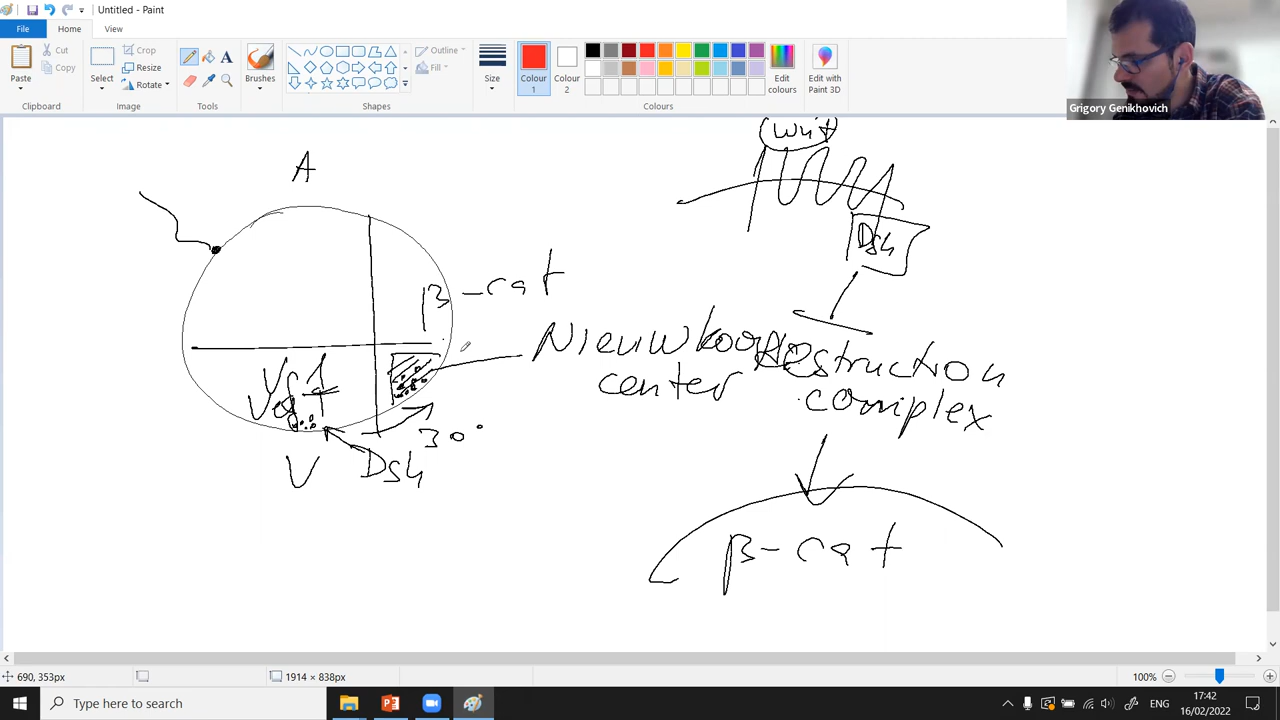 Untitled - Paint
File
Home
View
Paste
Cut
Copy
Clipboard
Select
Crop
Resize
Rotate
Image
Tools
Brushes
Outline
Fill
Shapes
Size
Colour 1
Colour 2
Edit colours
Edit with Paint 3D
Colours
Grigory Genikhovich
A
wnt
Dsh
β-cat
Nieuwkoop
center
Destruction
complex
Vg1
VegT
30°
V
Dsh
β-cat
690, 353px
1914 × 838px
100%
Type here to search
ENG
17:42
16/02/2022